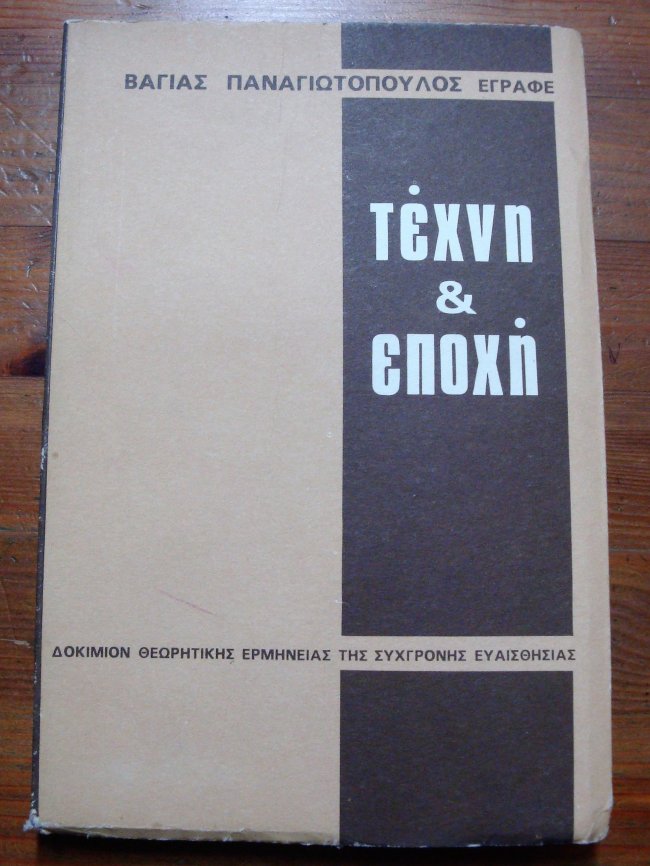 ΒΑΓΙΑΣ ΠΑΝΑΓΙΩΤΟΠΟΥΛΟΣ ΕΓΡΑΦΕ
τέχνη
&
εποχή
ΔΟΚΙΜΙΟΝ ΘΕΩΡΗΤΙΚΗΣ ΕΡΜΗΝΕΙΑΣ ΤΗΣ ΣΥΧΓΡΟΝΗΣ ΕΥΑΙΣΘΗΣΙΑΣ